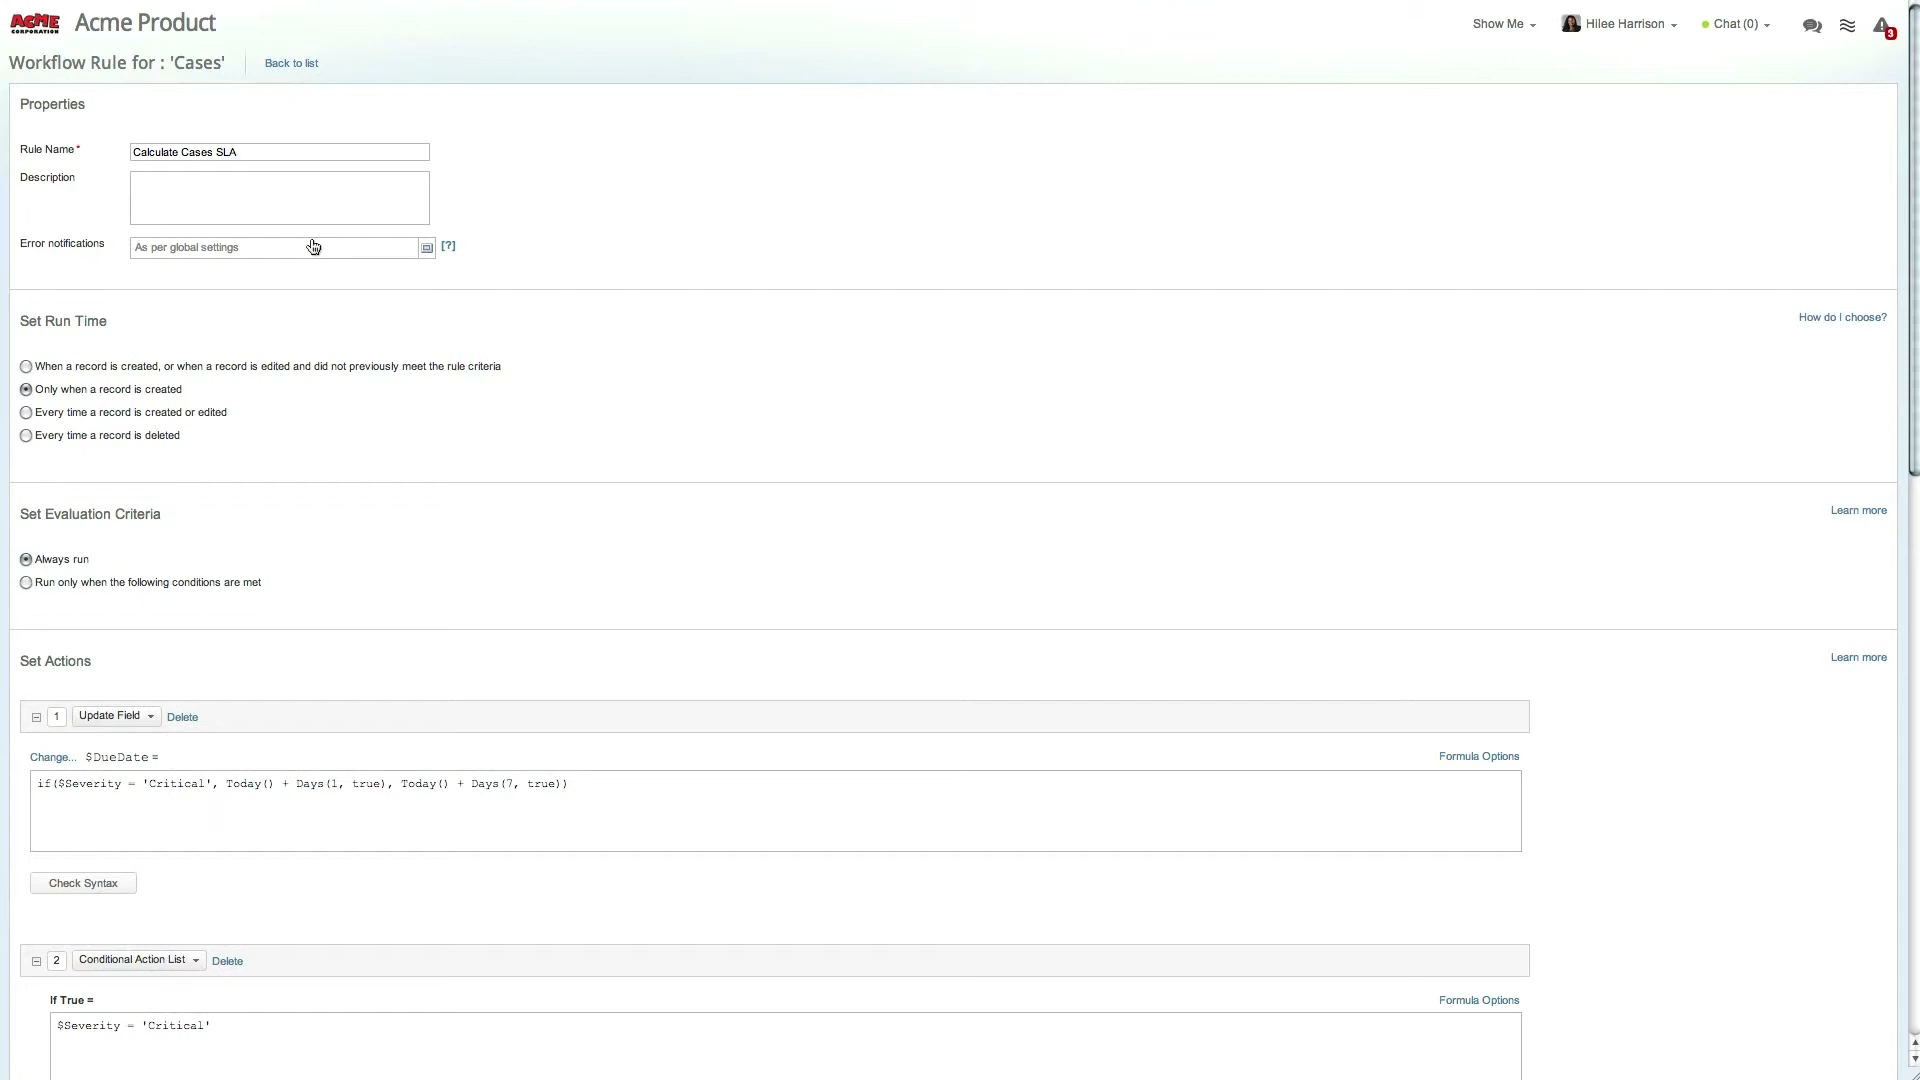 ACME
CORPORATION
Acme Product
Show Me
Hilee Harrison
Chat (0)
3
Workflow Rule for : 'Cases'
Back to list
Properties
Rule Name*
Calculate Cases SLA
Description
Error notifications
As per global settings
[?]
Set Run Time
How do I choose?
When a record is created, or when a record is edited and did not previously meet the rule criteria
Only when a record is created
Every time a record is created or edited
Every time a record is deleted
Set Evaluation Criteria
Learn more
Always run
Run only when the following conditions are met
Set Actions
Learn more
1 Update Field Delete
Change... $DueDate =
Formula Options
if($Severity = 'Critical', Today() + Days(1, true), Today() + Days(7, true))
Check Syntax
2 Conditional Action List Delete
If True =
Formula Options
$Severity = 'Critical'